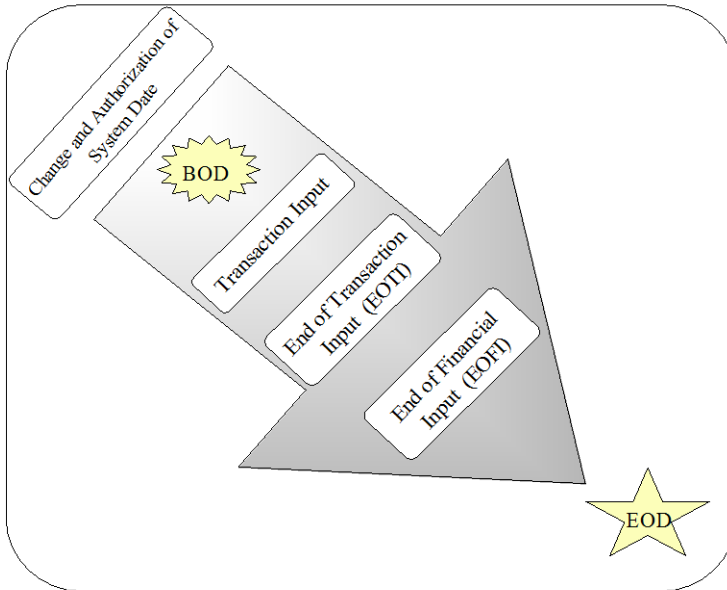 Change and Authorization of
System Date
BOD
Transaction Input
End of Transaction
Input (EOTI)
End of Financial
Input (EOFI)
EOD